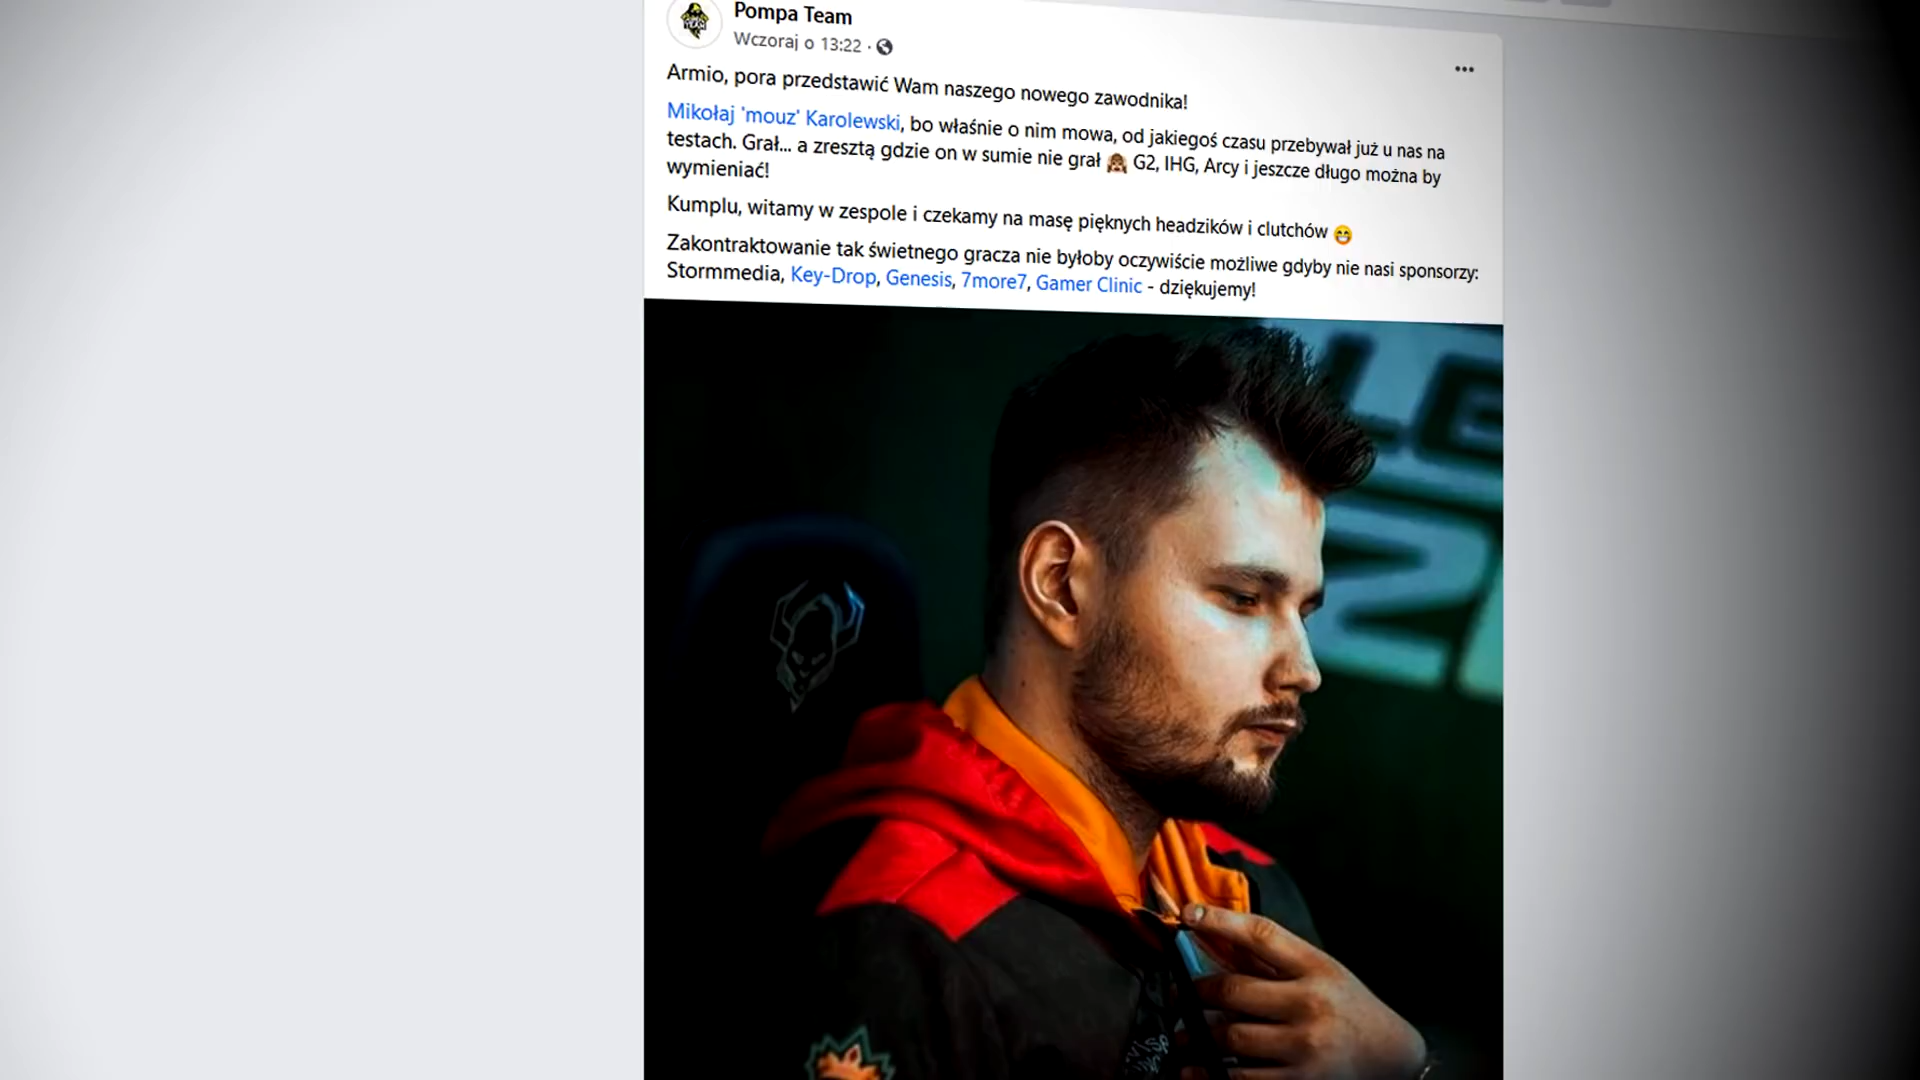 Pompa Team
Wczoraj o 13:22 ·
Armio, pora przedstawić Wam naszego nowego zawodnika!
Mikołaj 'mouz' Karolewski, bo właśnie o nim mowa, od jakiegoś czasu przebywał już u nas na
testach. Grał... a zresztą gdzie on w sumie nie grał 🙈 G2, IHG, Arcy i jeszcze długo można by
wymieniać!
Kumplu, witamy w zespole i czekamy na masę pięknych headzików i clutchów 😁
Zakontraktowanie tak świetnego gracza nie byłoby oczywiście możliwe gdyby nie nasi sponsorzy:
Stormmedia, Key-Drop, Genesis, 7more7, Gamer Clinic - dziękujemy!
LE